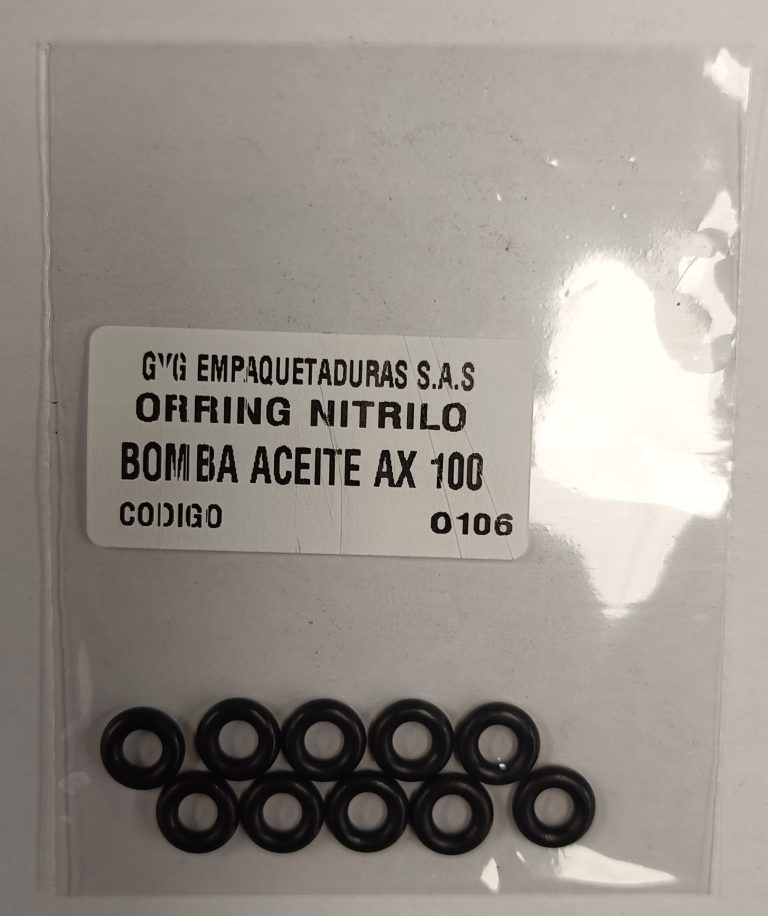 GYG EMPAQUETADURAS S.A.S
ORRING NITRILO
BOMBA ACEITE AX 100
CODIGO 0106